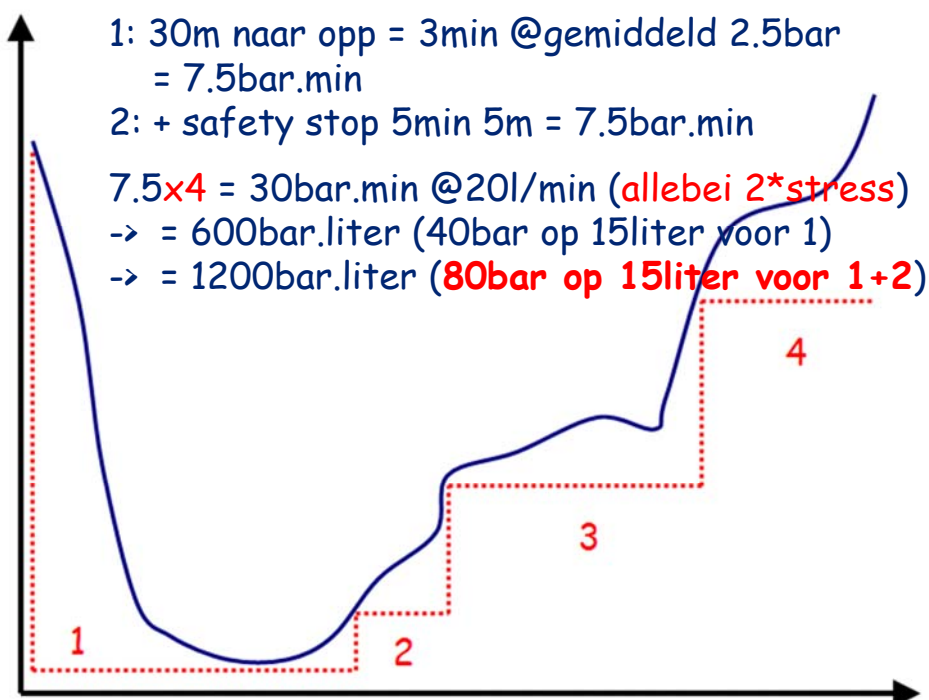 1: 30m naar opp = 3min @gemiddeld 2.5bar
= 7.5bar.min
2: + safety stop 5min 5m = 7.5bar.min
7.5x4 = 30bar.min @20l/min (allebei 2*stress)
-> = 600bar.liter (40bar op 15liter voor 1)
-> = 1200bar.liter (80bar op 15liter voor 1+2)
4
3
1
2